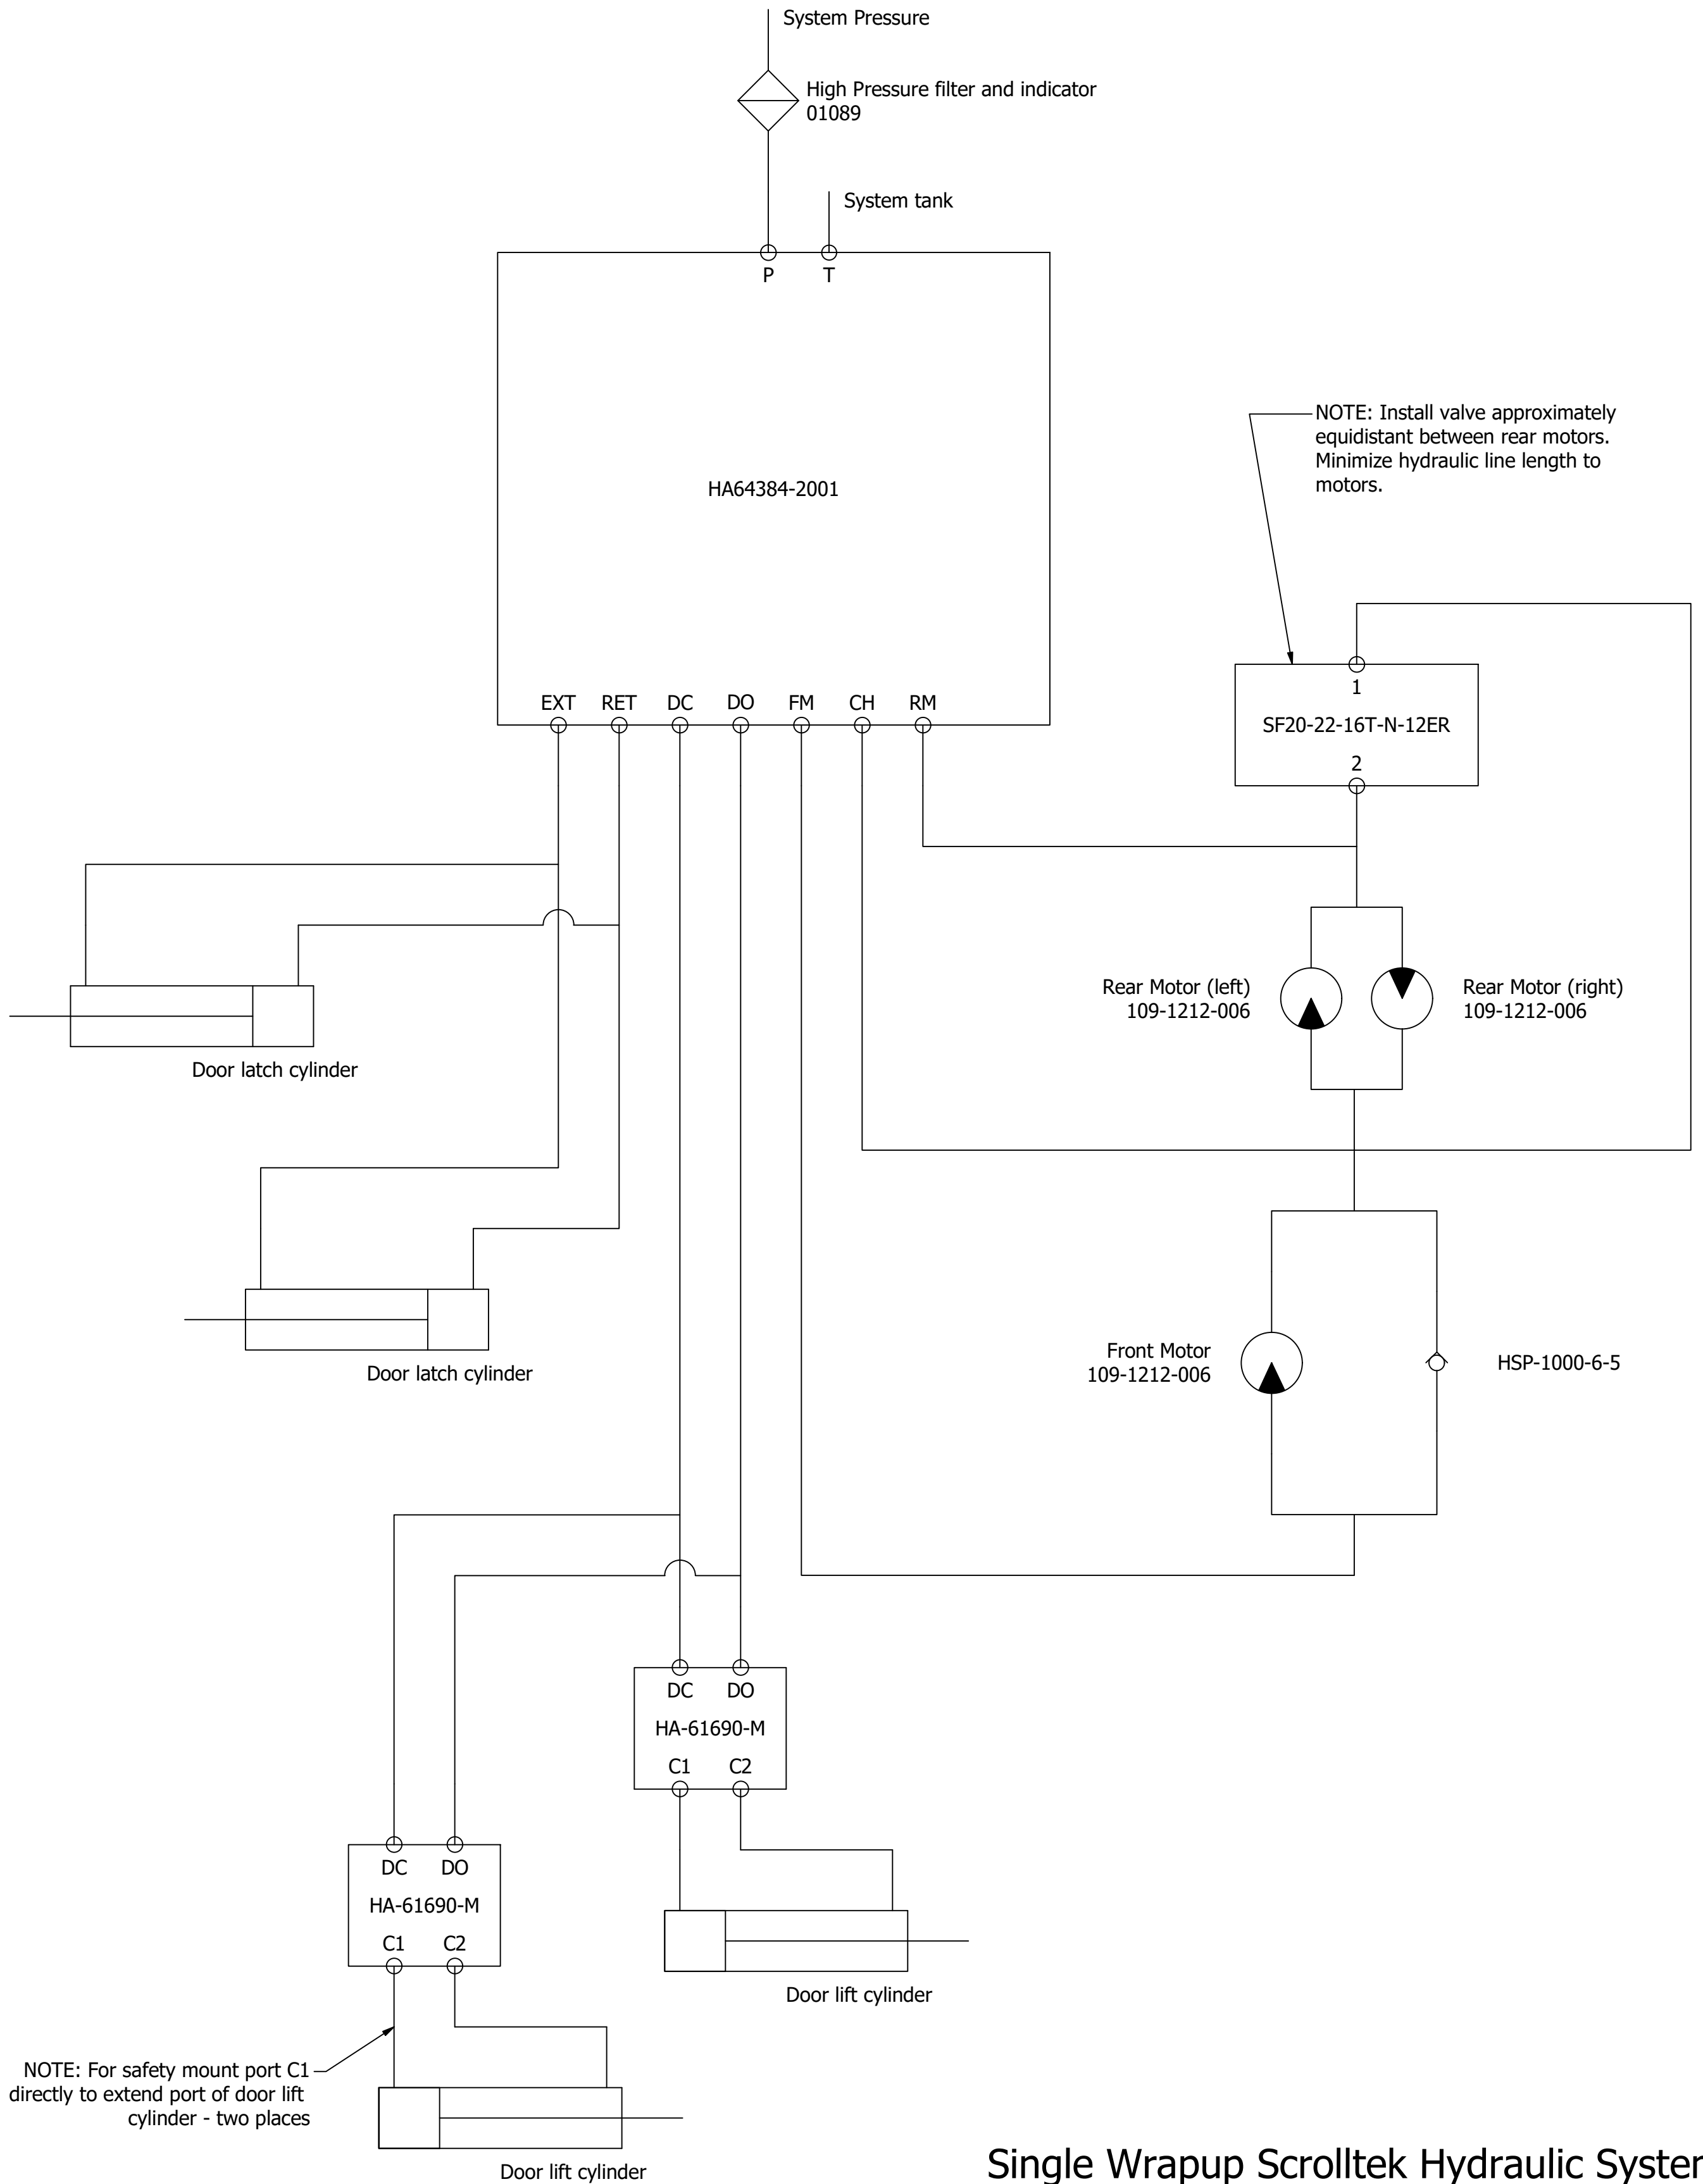 System Pressure
High Pressure filter and indicator
01089
System tank
P
T
HA64384-2001
NOTE: Install valve approximately
equidistant between rear motors.
Minimize hydraulic line length to
motors.
EXT RET DC DO FM CH RM
1
SF20-22-16T-N-12ER
2
Rear Motor (left)
109-1212-006
Rear Motor (right)
109-1212-006
Door latch cylinder
Door latch cylinder
Front Motor
109-1212-006
HSP-1000-6-5
DC DO
HA-61690-M
C1 C2
DC DO
HA-61690-M
C1 C2
Door lift cylinder
NOTE: For safety mount port C1
directly to extend port of door lift
cylinder - two places
Door lift cylinder
Single Wrapup Scrolltek Hydraulic